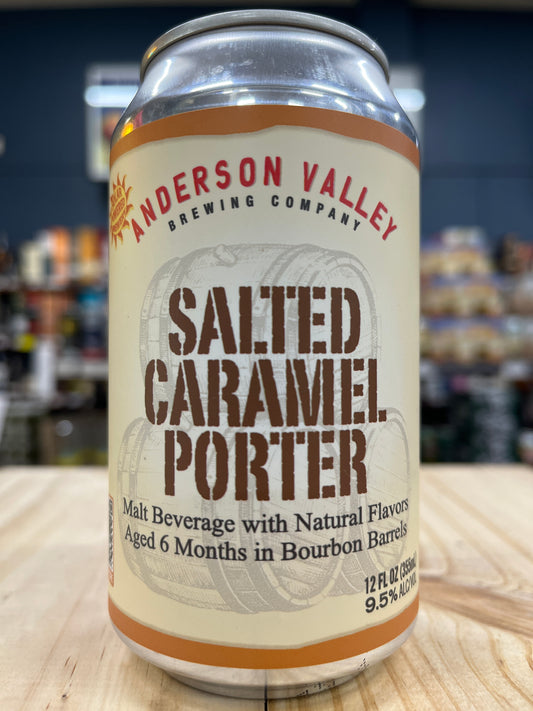 ANDERSON VALLEY
BREWING COMPANY
SALTED
CARAMEL
PORTER
Malt Beverage with Natural Flavors
Aged 6 Months in Bourbon Barrels
12 FL OZ (355mL)
9.5% ALC/VOL